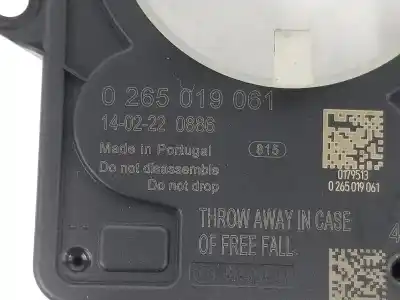 0 265 019 061
14-02-22 0886
Made in Portugal
815
Do not disassemble
Do not drop
0179513
0 265 019 061
THROW AWAY IN CASE
OF FREE FALL
4